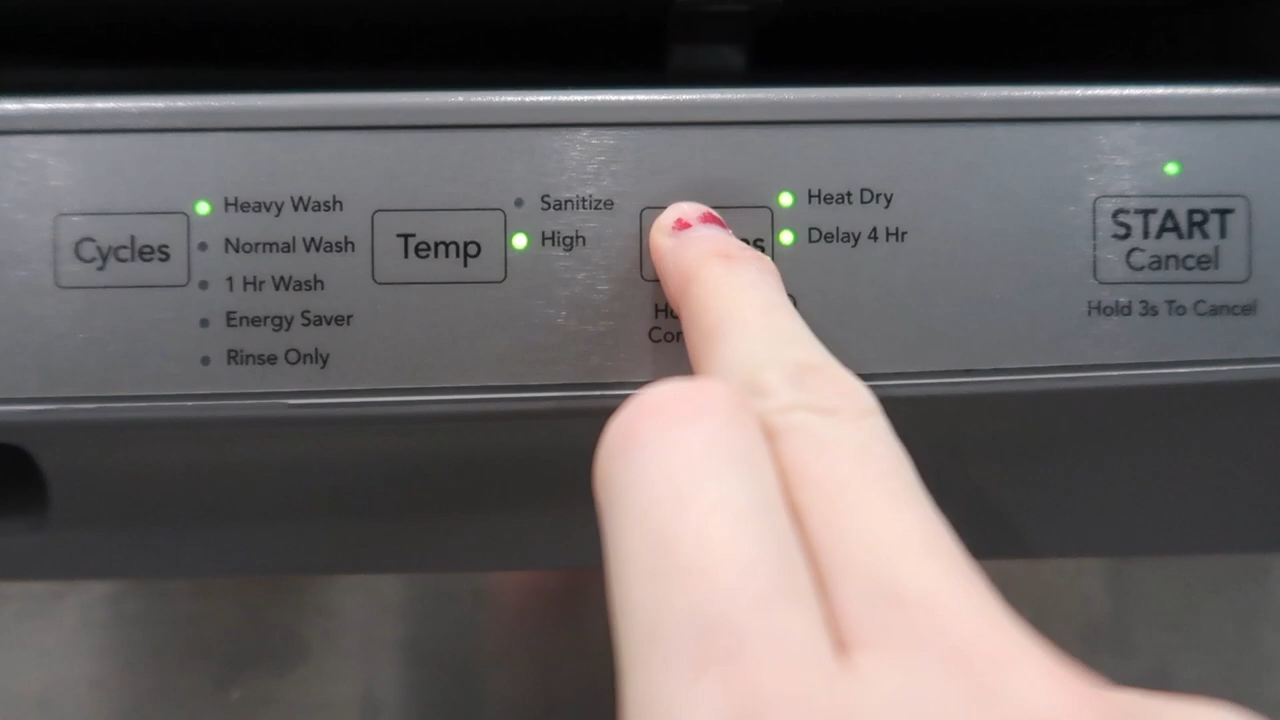 Cycles
Heavy Wash
Normal Wash
1 Hr Wash
Energy Saver
Rinse Only
Temp
Sanitize
High
Heat Dry
Delay 4 Hr
START
Cancel
Hold 3s To Cancel